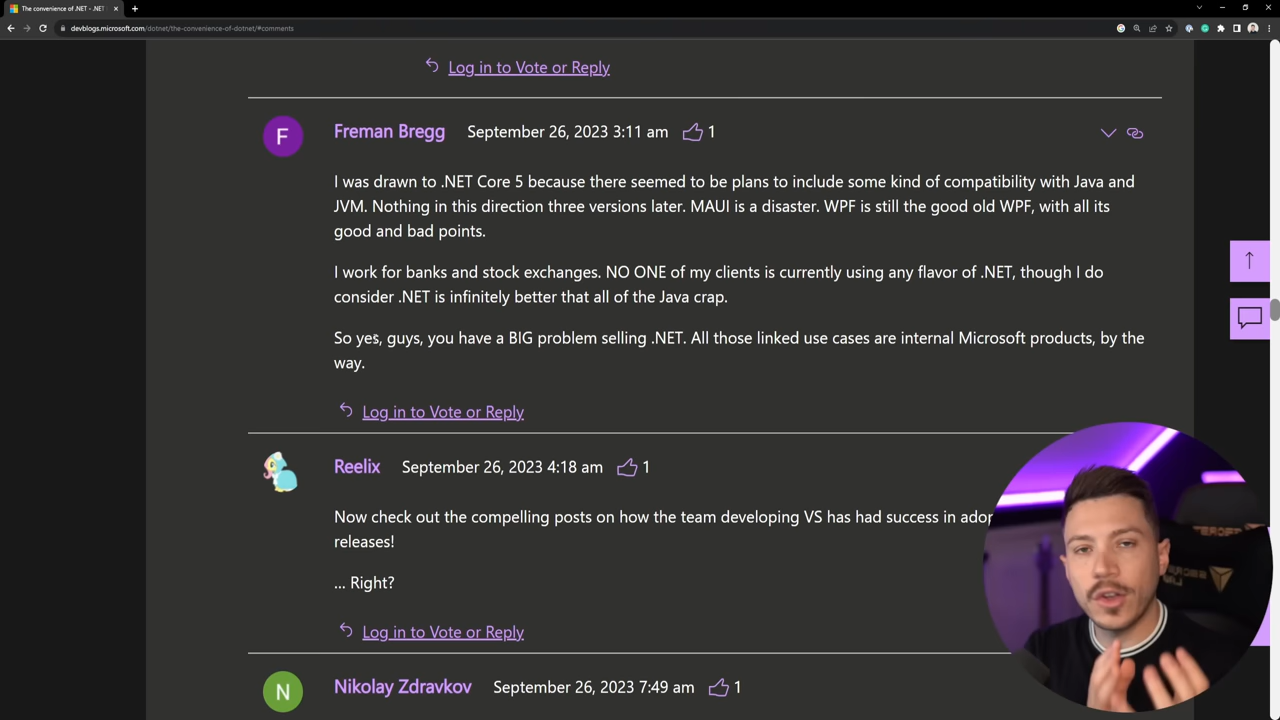 The convenience of .NET - .NET
devblogs.microsoft.com/dotnet/the-convenience-of-dotnet/#comments
Log in to Vote or Reply
F
Freman Bregg September 26, 2023 3:11 am 1
I was drawn to .NET Core 5 because there seemed to be plans to include some kind of compatibility with Java and
JVM. Nothing in this direction three versions later. MAUI is a disaster. WPF is still the good old WPF, with all its
good and bad points.
I work for banks and stock exchanges. NO ONE of my clients is currently using any flavor of .NET, though I do
consider .NET is infinitely better that all of the Java crap.
So yes, guys, you have a BIG problem selling .NET. All those linked use cases are internal Microsoft products, by the
way.
Log in to Vote or Reply
Reelix September 26, 2023 4:18 am 1
Now check out the compelling posts on how the team developing VS has had success in
releases!
... Right?
Log in to Vote or Reply
N
Nikolay Zdravkov September 26, 2023 7:49 am 1